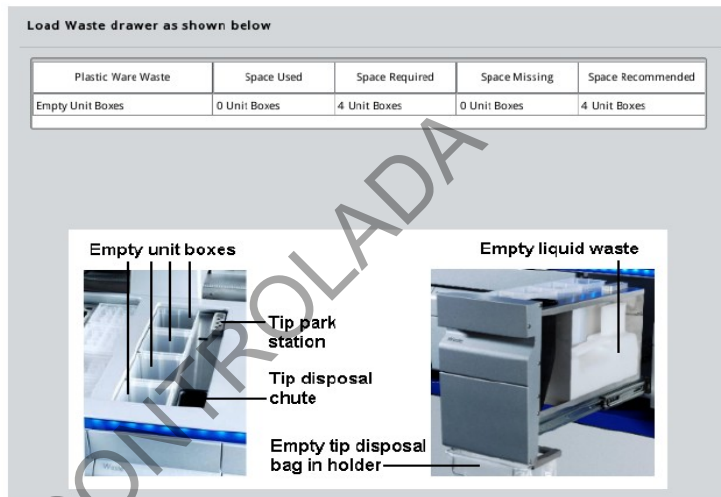 Load Waste drawer as shown below
Plastic Ware Waste Space Used Space Required Space Missing Space Recommended
Empty Unit Boxes 0 Unit Boxes 4 Unit Boxes 0 Unit Boxes 4 Unit Boxes
Empty unit boxes
Empty liquid waste
Tip park
station
Tip disposal
chute
Empty tip disposal
bag in holder
Waste
CONTROLADA